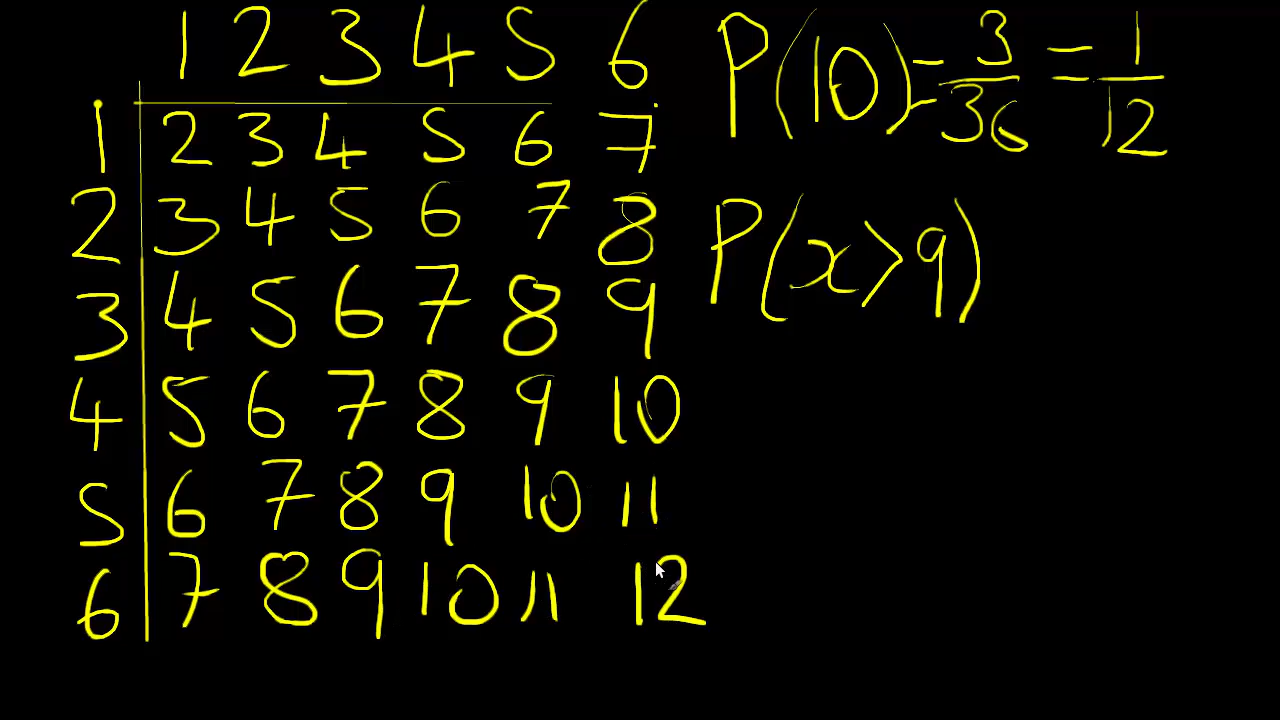 1 2 3 4 5 6
1 2 3 4 5 6 7
2 3 4 5 6 7 8
3 4 5 6 7 8 9
4 5 6 7 8 9 10
5 6 7 8 9 10 11
6 7 8 9 10 11 12
P(10) = 3/36 = 1/12
P(x>9)